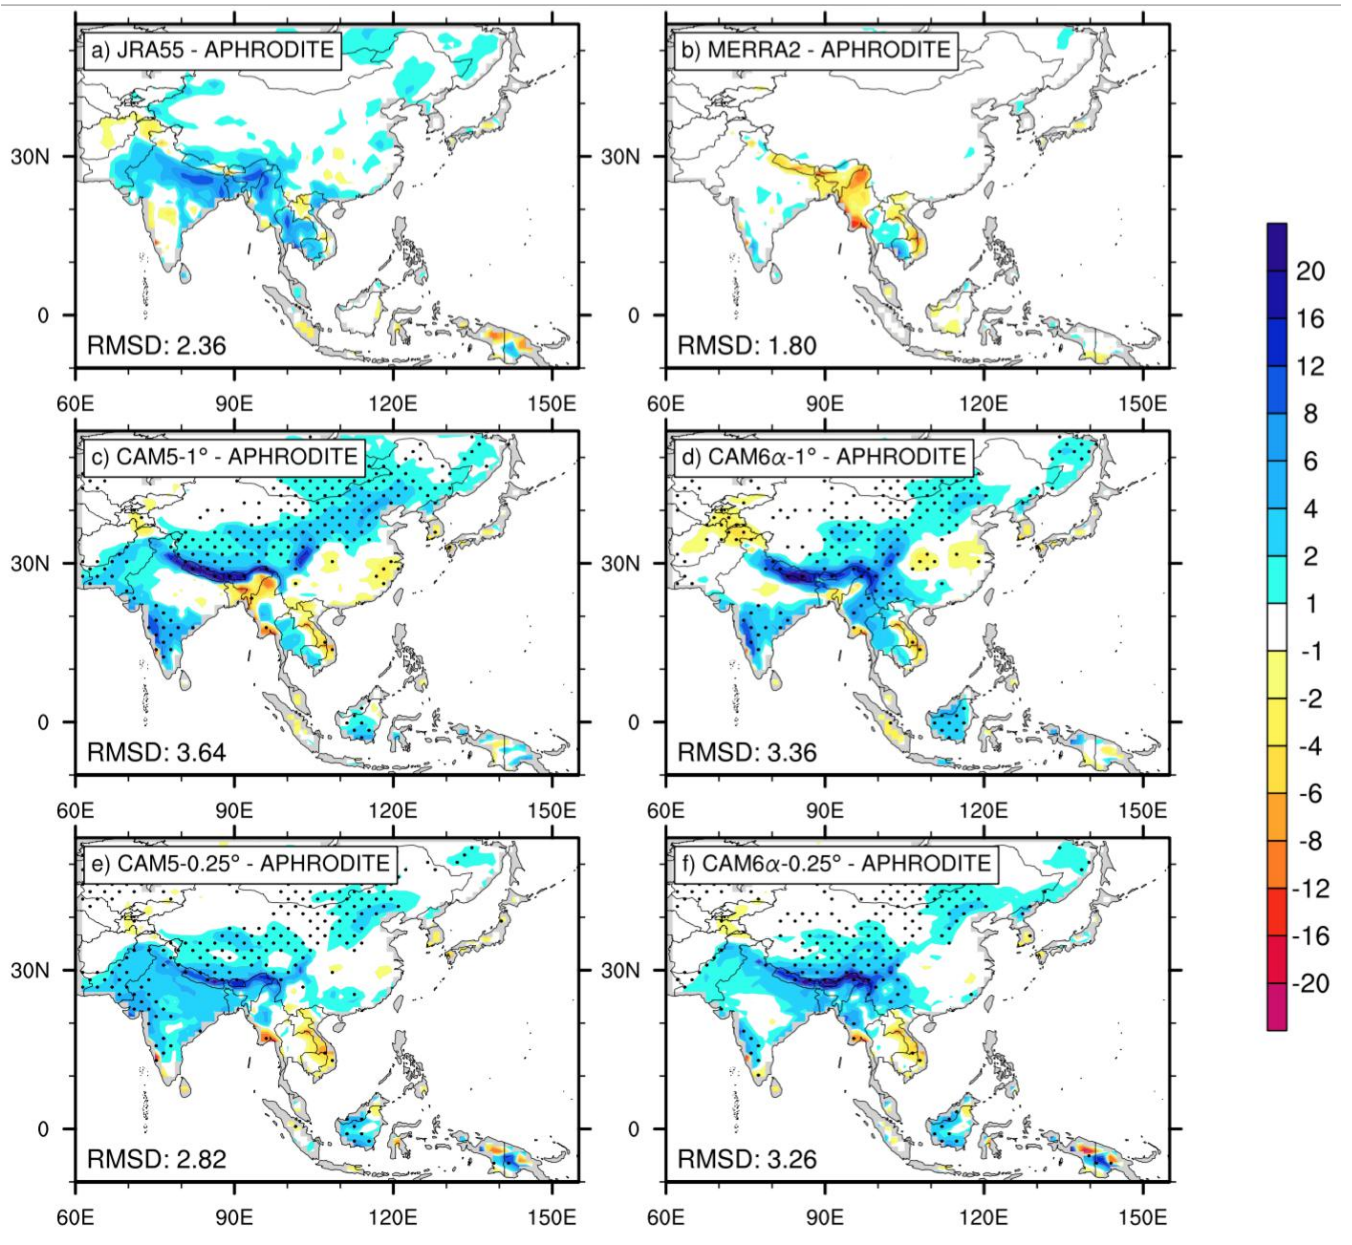 a) JRA55 - APHRODITE
30N
0
RMSD: 2.36
60E 90E 120E 150E
b) MERRA2 - APHRODITE
30N
0
RMSD: 1.80
60E 90E 120E 150E
c) CAM5-1° - APHRODITE
30N
0
RMSD: 3.64
60E 90E 120E 150E
d) CAM6α-1° - APHRODITE
30N
0
RMSD: 3.36
60E 90E 120E 150E
e) CAM5-0.25° - APHRODITE
30N
0
RMSD: 2.82
60E 90E 120E 150E
f) CAM6α-0.25° - APHRODITE
30N
0
RMSD: 3.26
60E 90E 120E 150E
20
16
12
8
6
4
2
1
-1
-2
-4
-6
-8
-12
-16
-20